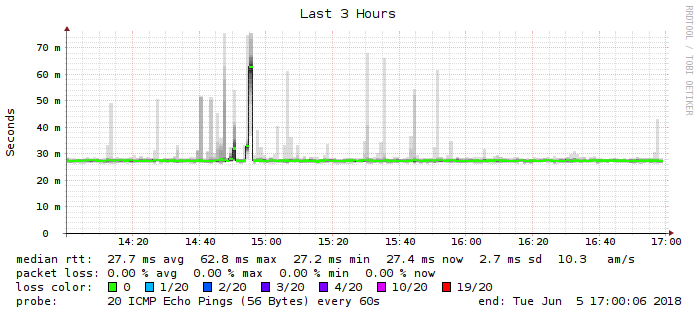 Last 3 Hours
RRDTOOL / TOBI OETIKER
Seconds
70 m
60 m
50 m
40 m
30 m
20 m
10 m
0
14:20 14:40 15:00 15:20 15:40 16:00 16:20 16:40 17:00
median rtt: 27.7 ms avg 62.8 ms max 27.2 ms min 27.4 ms now 2.7 ms sd 10.3 am/s
packet loss: 0.00 % avg 0.00 % max 0.00 % min 0.00 % now
loss color: 0 1/20 2/20 3/20 4/20 10/20 19/20
probe: 20 ICMP Echo Pings (56 Bytes) every 60s end: Tue Jun 5 17:00:06 2018